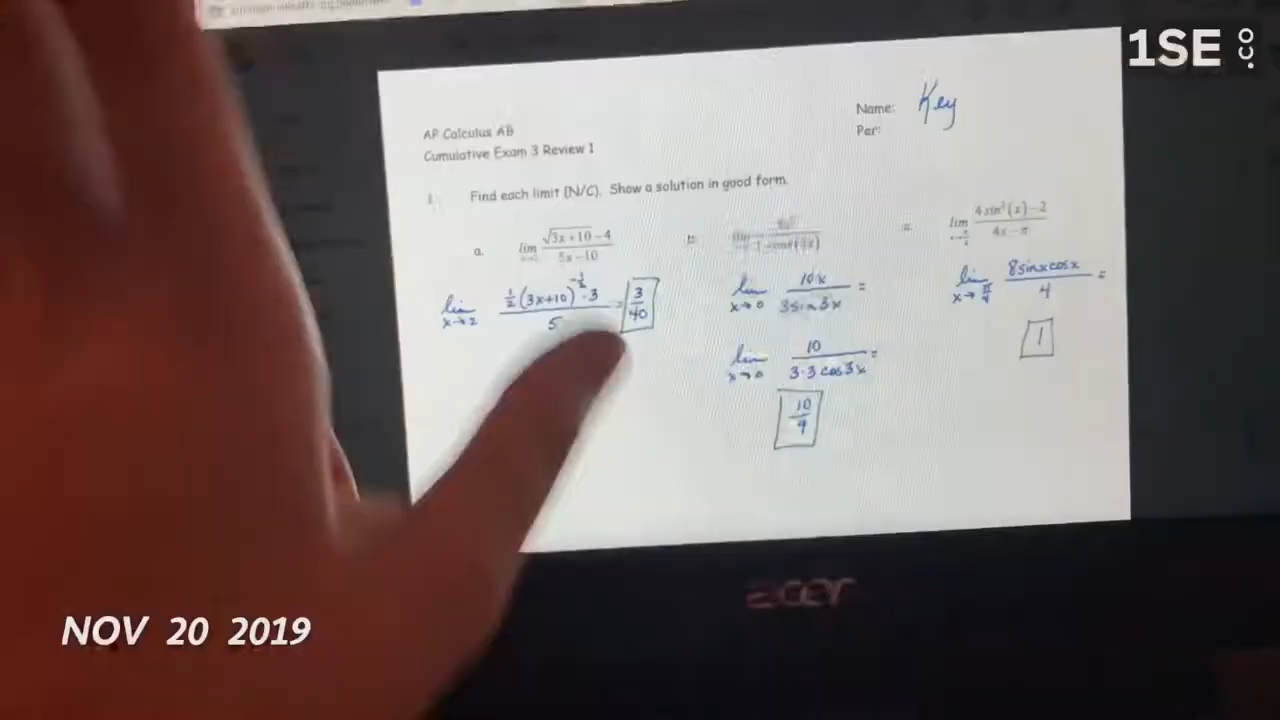 1SE.co
Name: Key
Per:
AP Calculus AB
Cumulative Exam 3 Review 1
1. Find each limit (N/C). Show a solution in good form.
a. lim √3x+10 −4 / 5x−10
lim x→2 ½(3x+10)^-½ · 3 / 5 = 3/40
b. lim
lim x→0 10x / 3sin3x =
lim x→0 10 / 3·3cos3x =
10/9
c. lim 4sin²(x)−2 / 4x−π
lim x→π/4 8sinxcosx / 4 =
1
acer
NOV 20 2019